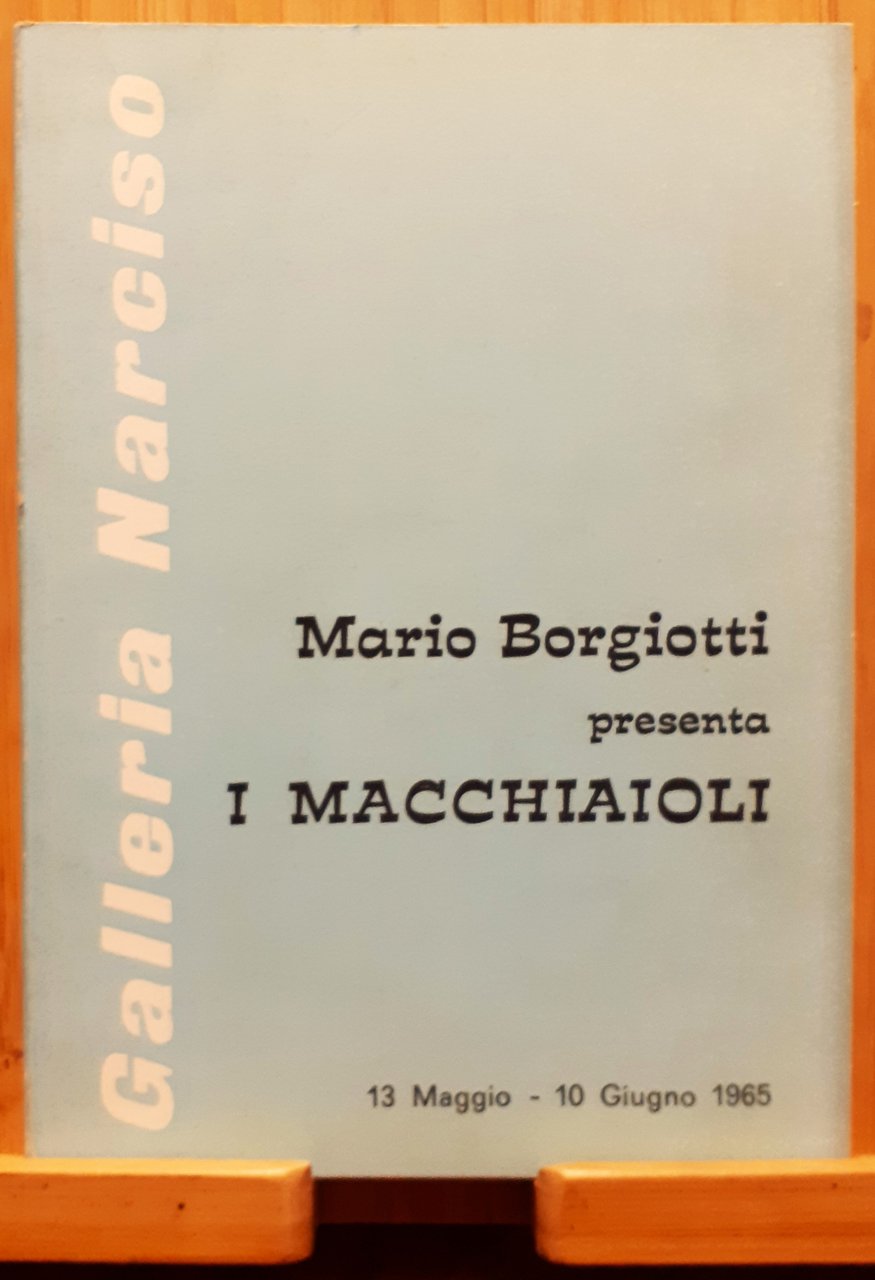 Galleria Narciso
Mario Borgiotti
presenta
I MACCHIAIOLI
13 Maggio - 10 Giugno 1965